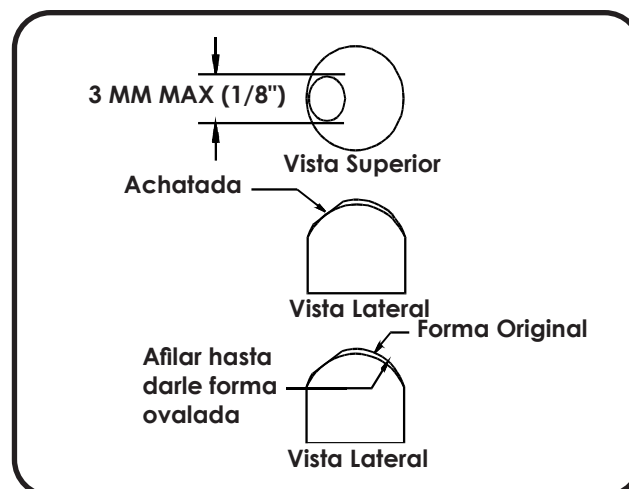 3 MM MAX (1/8")
Vista Superior
Achatada
Vista Lateral
Forma Original
Afilar hasta
darle forma
ovalada
Vista Lateral